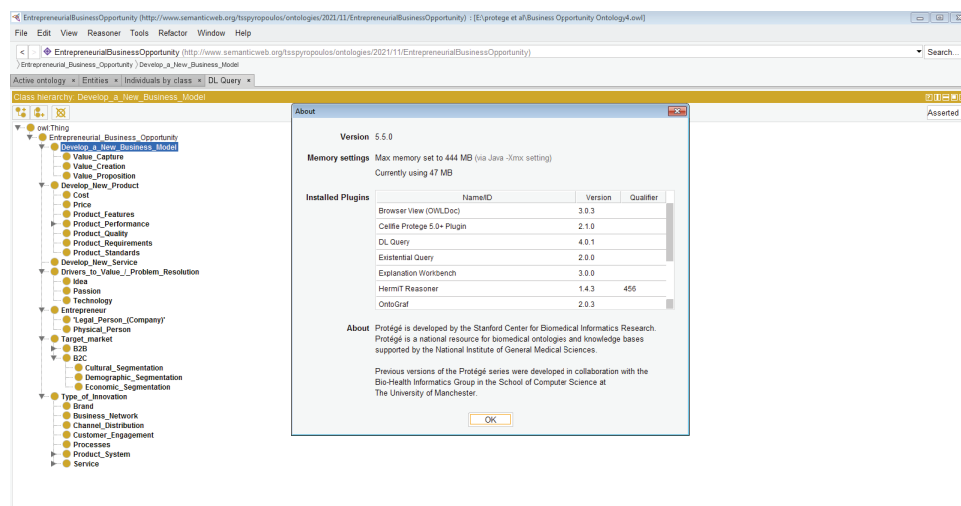 EntrepreneurialBusinessOpportunity (http://www.semanticweb.org/tsspyropoulos/ontologies/2021/11/EntrepreneurialBusinessOpportunity) : [E:\protege et al\Business Opportunity Ontology4.owl]
File Edit View Reasoner Tools Refactor Window Help
< > EntrepreneurialBusinessOpportunity (http://www.semanticweb.org/tsspyropoulos/ontologies/2021/11/EntrepreneurialBusinessOpportunity) Search...
Entrepreneurial_Business_Opportunity Develop_a_New_Business_Model
Active ontology × Entities × Individuals by class × DL Query ×
Class hierarchy: Develop_a_New_Business_Model
Asserted
owl:Thing
Entrepreneurial_Business_Opportunity
Develop_a_New_Business_Model
Value_Capture
Value_Creation
Value_Proposition
Develop_New_Product
Cost
Price
Product_Features
Product_Performance
Product_Quality
Product_Requirements
Product_Standards
Develop_New_Service
Drivers_to_Value_/_Problem_Resolution
Idea
Passion
Technology
Entrepreneur
'Legal_Person_(Company)'
Physical_Person
Target_market
B2B
B2C
Cultural_Segmentation
Demographic_Segmentation
Economic_Segmentation
Type_of_Innovation
Brand
Business_Network
Channel_Distribution
Customer_Engagement
Processes
Product_System
Service
About
Version 5.5.0
Memory settings Max memory set to 444 MB (via Java -Xmx setting)
Currently using 47 MB
Installed Plugins Name/ID Version Qualifier
Browser View (OWLDoc) 3.0.3
Cellfie Protege 5.0+ Plugin 2.1.0
DL Query 4.0.1
Existential Query 2.0.0
Explanation Workbench 3.0.0
HermiT Reasoner 1.4.3 456
OntoGraf 2.0.3
About Protégé is developed by the Stanford Center for Biomedical Informatics Research.
Protégé is a national resource for biomedical ontologies and knowledge bases
supported by the National Institute of General Medical Sciences.
Previous versions of the Protégé series were developed in collaboration with the
Bio-Health Informatics Group in the School of Computer Science at
The University of Manchester.
OK